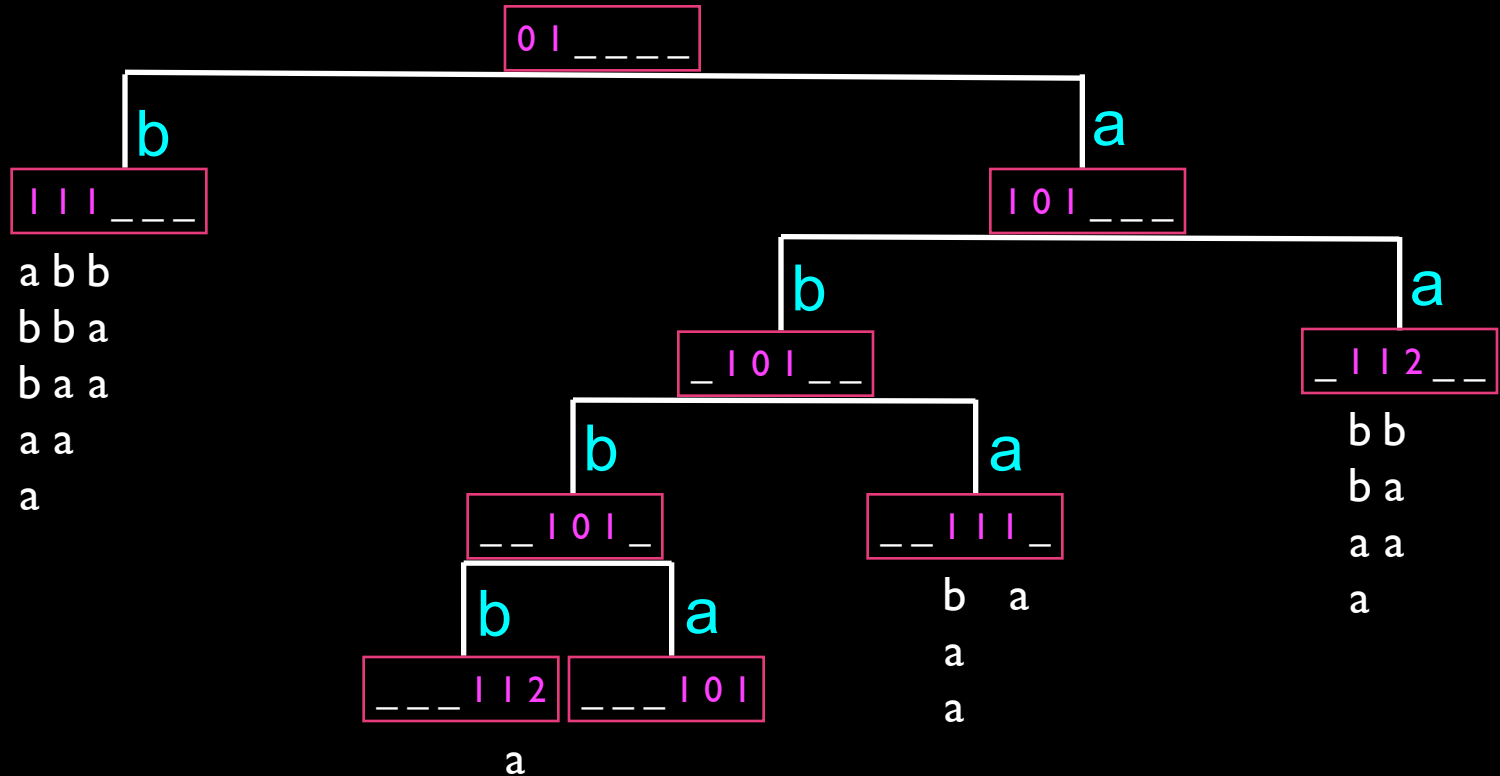 0 1 _ _ _ _
b
a
1 1 1 _ _ _
1 0 1 _ _ _
a b b
b b a
b a a
a a
a
b
a
_ 1 0 1 _ _
_ 1 1 2 _ _
b b
b a
a a
a
b
a
_ _ 1 0 1 _
_ _ 1 1 1 _
b a
a
a
b
a
_ _ _ 1 1 2
_ _ _ 1 0 1
a